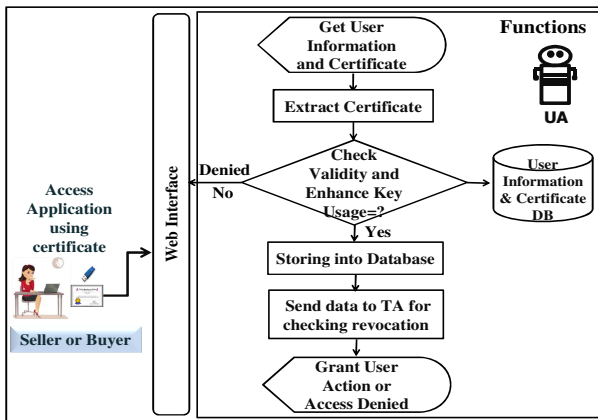 Get User
Information
and Certificate
Functions
UA
Extract Certificate
Denied
No
Check
Validity and
Enhance Key
Usage=?
User
Information
& Certificate
DB
Access
Application
using
certificate
Web Interface
Yes
Storing into Database
Send data to TA for
checking revocation
Seller or Buyer
Grant User
Action or
Access Denied